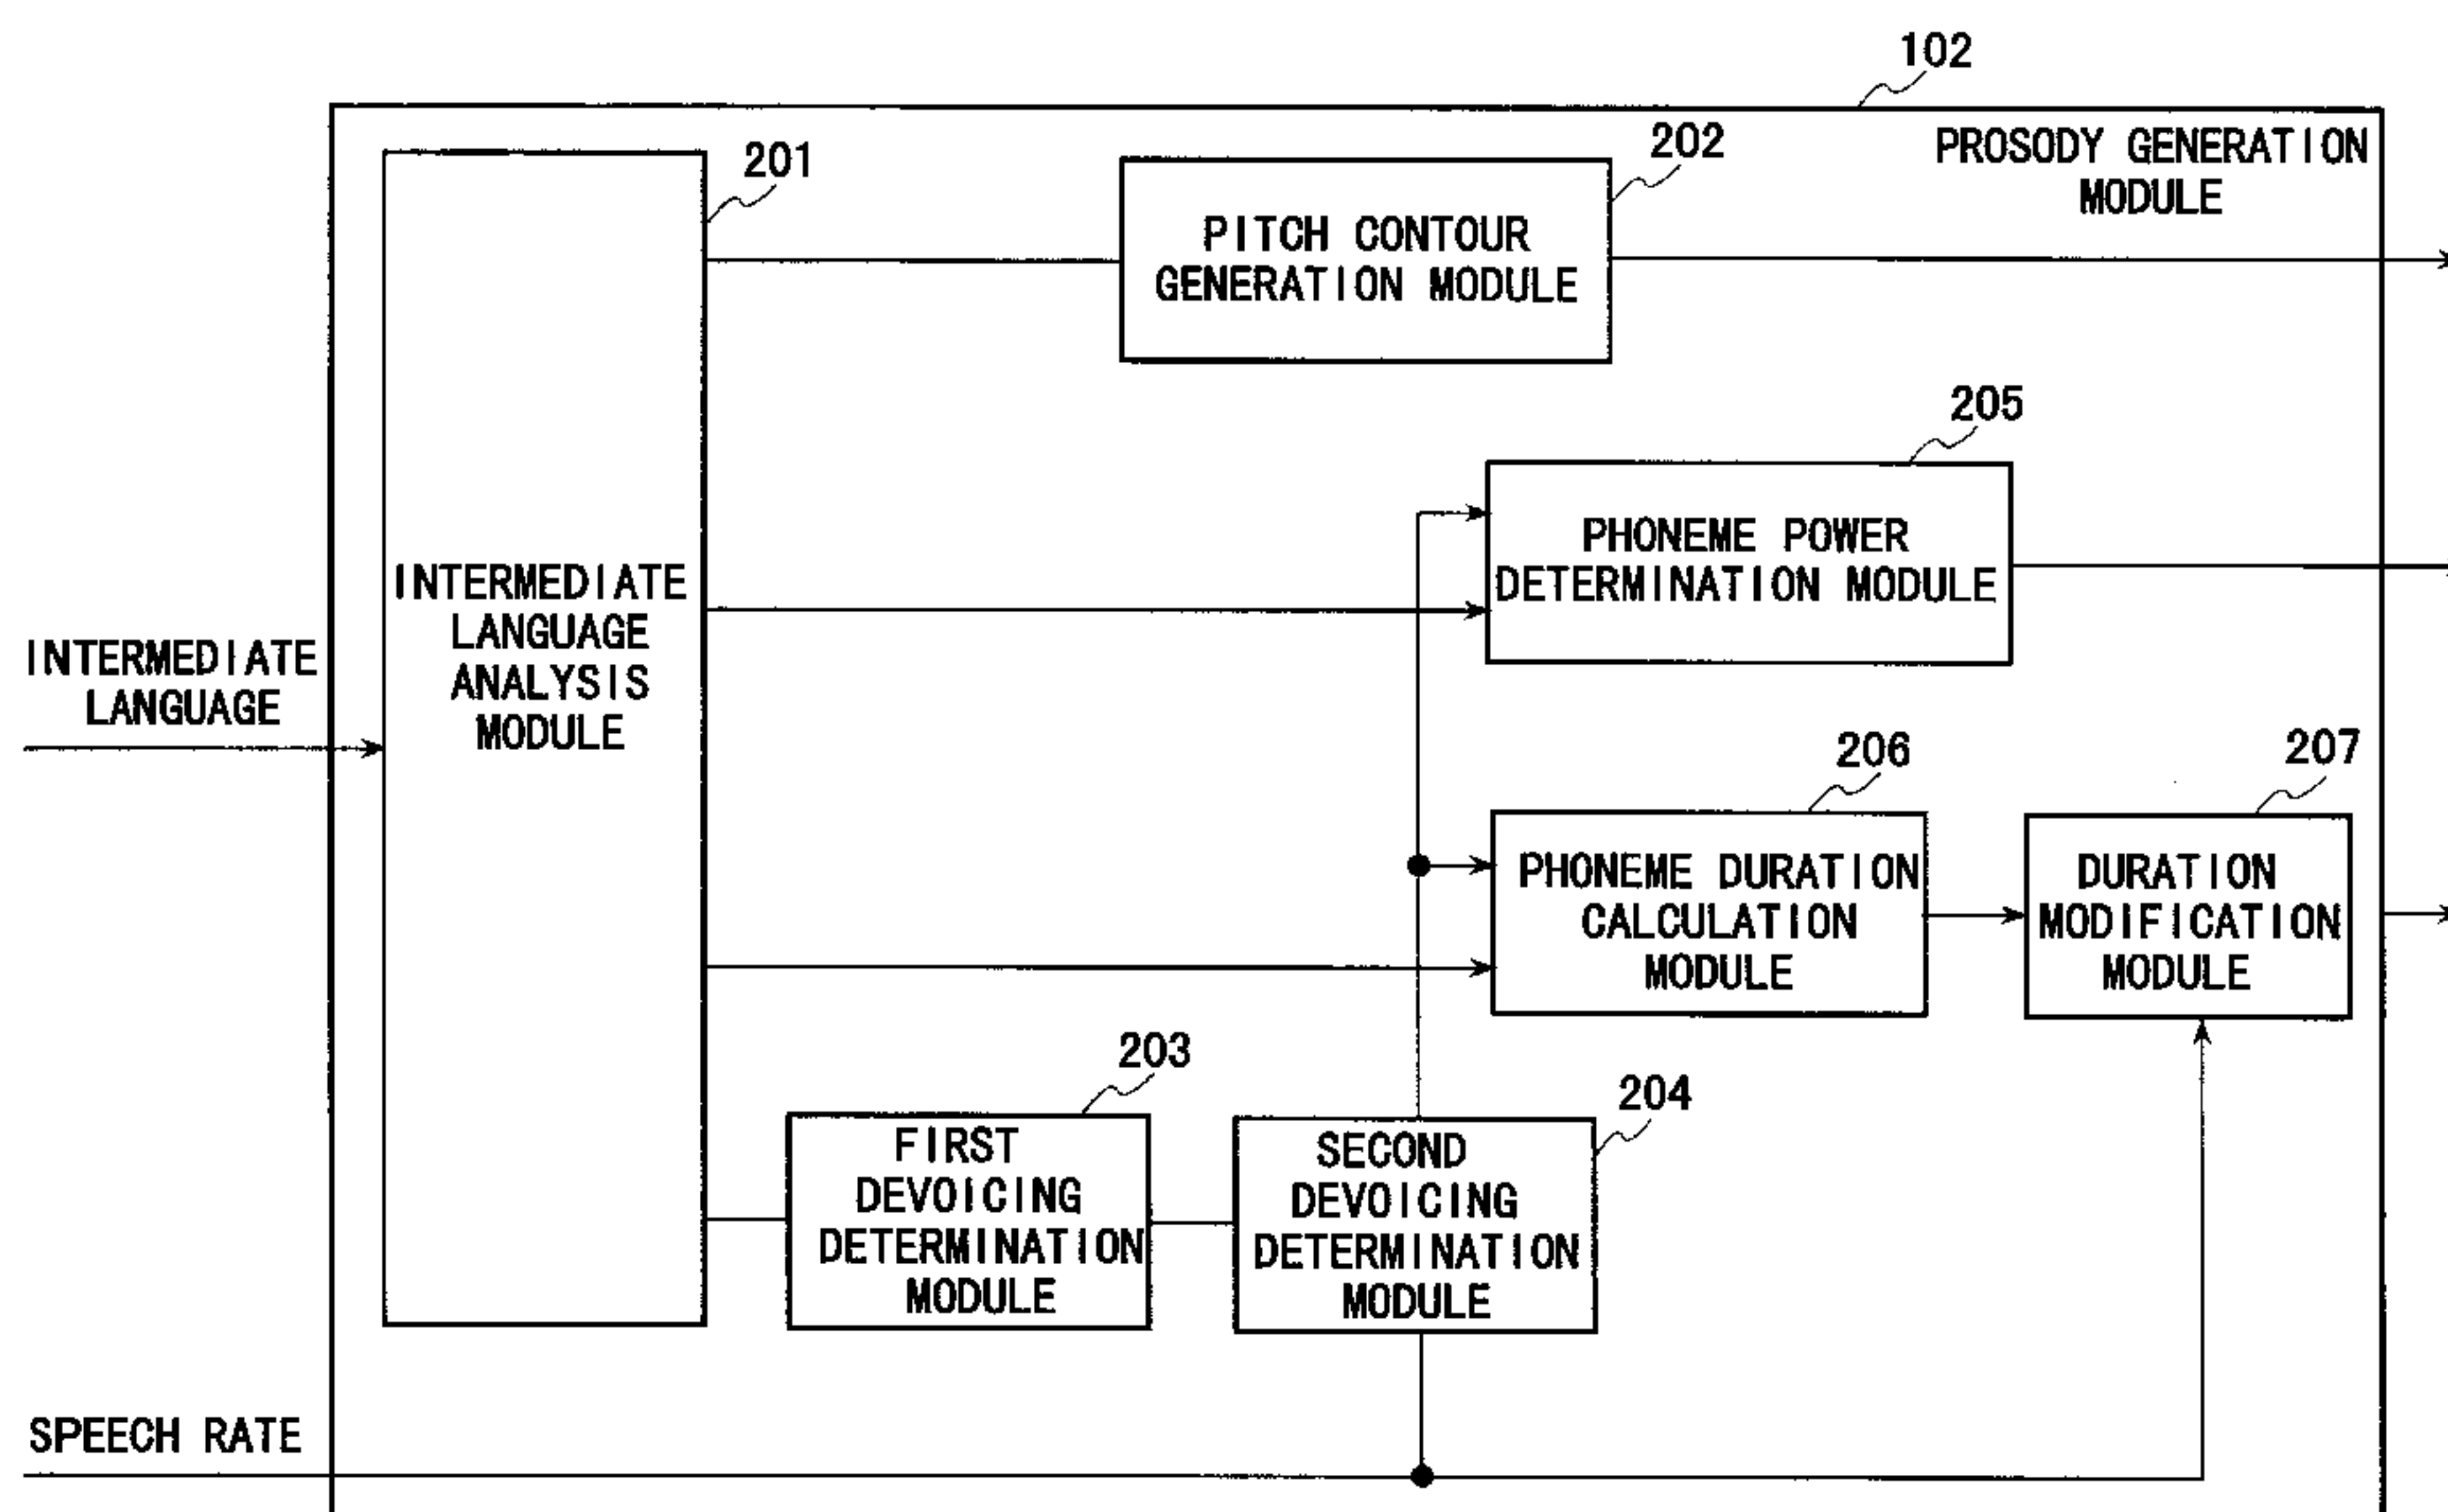 102
PROSODY GENERATION
MODULE
201
202
PITCH CONTOUR
GENERATION MODULE
205
PHONEME POWER
DETERMINATION MODULE
INTERMEDIATE
LANGUAGE
ANALYSIS
MODULE
INTERMEDIATE
LANGUAGE
206
PHONEME DURATION
CALCULATION
MODULE
207
DURATION
MODIFICATION
MODULE
203
FIRST
DEVOICING
DETERMINATION
MODULE
204
SECOND
DEVOICING
DETERMINATION
MODULE
SPEECH RATE